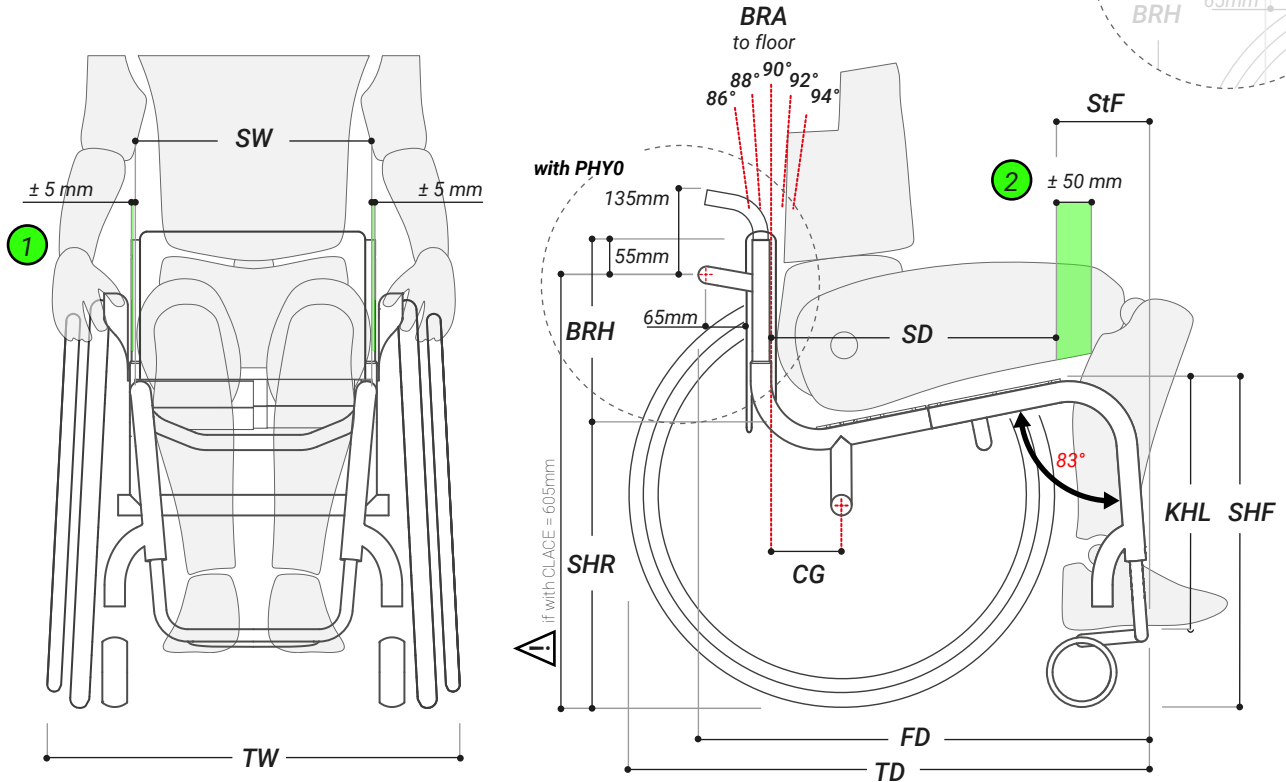 BRA
to floor
86°
88°
90°
92°
94°
BRH
65mm
StF
SW
± 5 mm
± 5 mm
1
with PHY0
135mm
55mm
65mm
2
± 50 mm
BRH
SD
83°
KHL
SHF
SHR
CG
if with CLACE = 605mm
!
FD
TD
TW